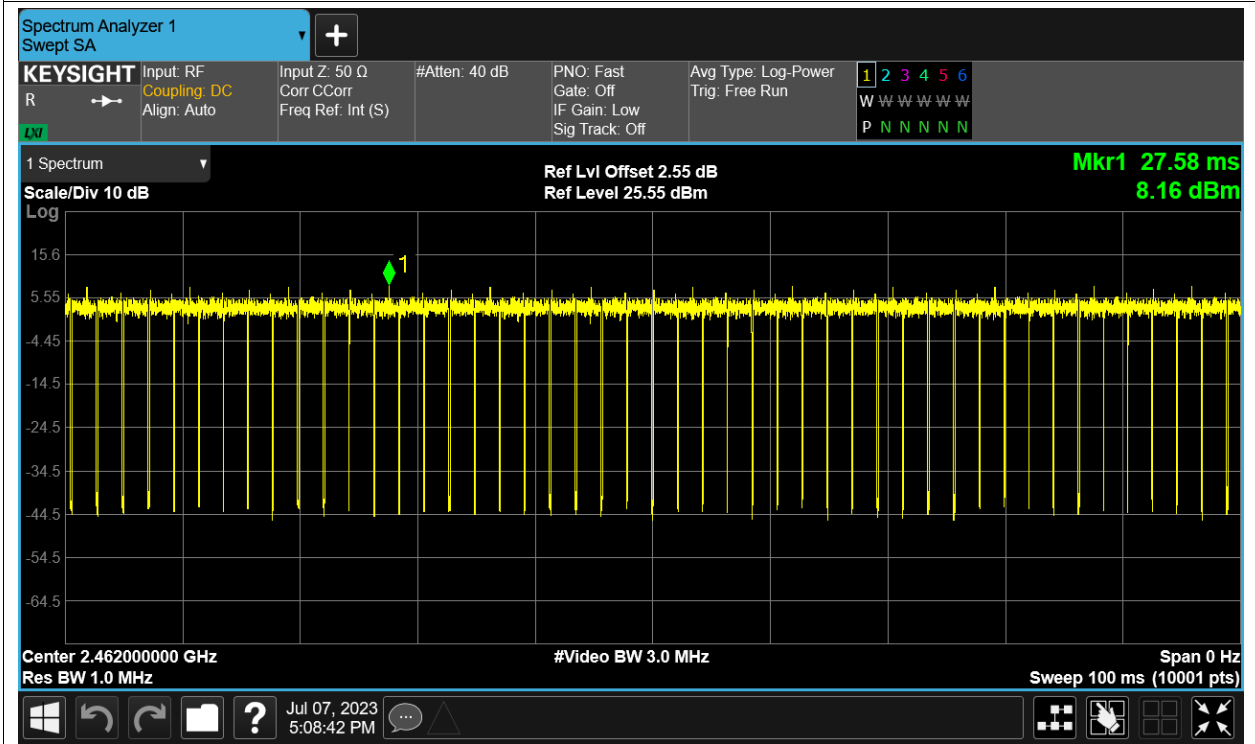 Spectrum Analyzer 1
Swept SA
KEYSIGHT
R
LXI
Input: RF
Coupling: DC
Align: Auto
Input Z: 50 Ω
Corr CCorr
Freq Ref: Int (S)
#Atten: 40 dB
PNO: Fast
Gate: Off
IF Gain: Low
Sig Track: Off
Avg Type: Log-Power
Trig: Free Run
1 2 3 4 5 6
W W W W W W
P N N N N N
1 Spectrum
Scale/Div 10 dB
Log
Ref Lvl Offset 2.55 dB
Ref Level 25.55 dBm
Mkr1 27.58 ms
8.16 dBm
1
15.6
5.55
-4.45
-14.5
-24.5
-34.5
-44.5
-54.5
-64.5
Center 2.462000000 GHz
Res BW 1.0 MHz
#Video BW 3.0 MHz
Span 0 Hz
Sweep 100 ms (10001 pts)
?
Jul 07, 2023
5:08:42 PM